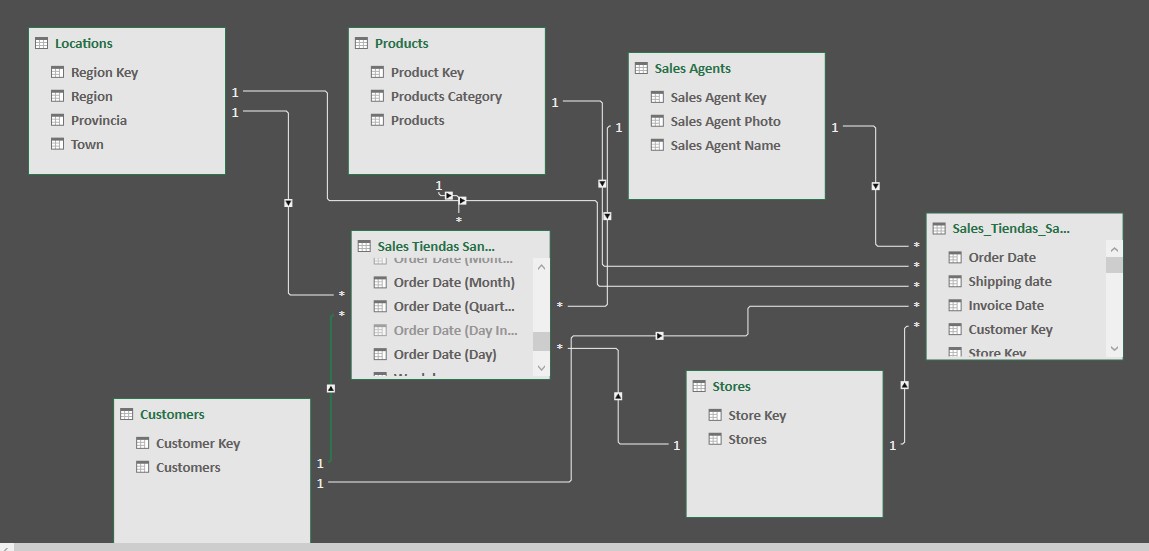 Locations
Region Key
Region
Provincia
Town
Products
Product Key
Products Category
Products
Sales Agents
Sales Agent Key
Sales Agent Photo
Sales Agent Name
1
1
1
1
1
1
*
Sales Tiendas San...
Order Date (Mont...
Order Date (Month)
Order Date (Quart...
Order Date (Day In...
Order Date (Day)
*
*
*
*
Sales_Tiendas_Sa...
Order Date
Shipping date
Invoice Date
Customer Key
Store Key
*
*
*
*
*
Customers
Customer Key
Customers
1
1
Stores
Store Key
Stores
1
1